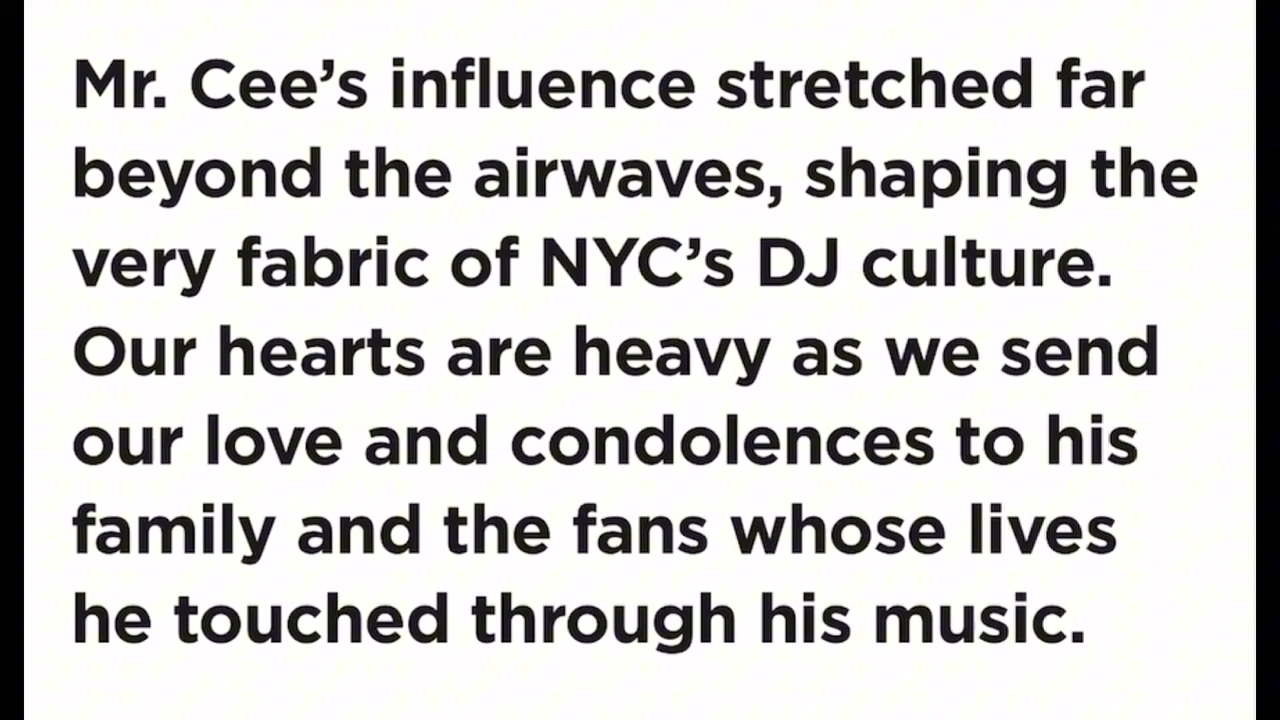 Mr. Cee’s influence stretched far
beyond the airwaves, shaping the
very fabric of NYC’s DJ culture.
Our hearts are heavy as we send
our love and condolences to his
family and the fans whose lives
he touched through his music.